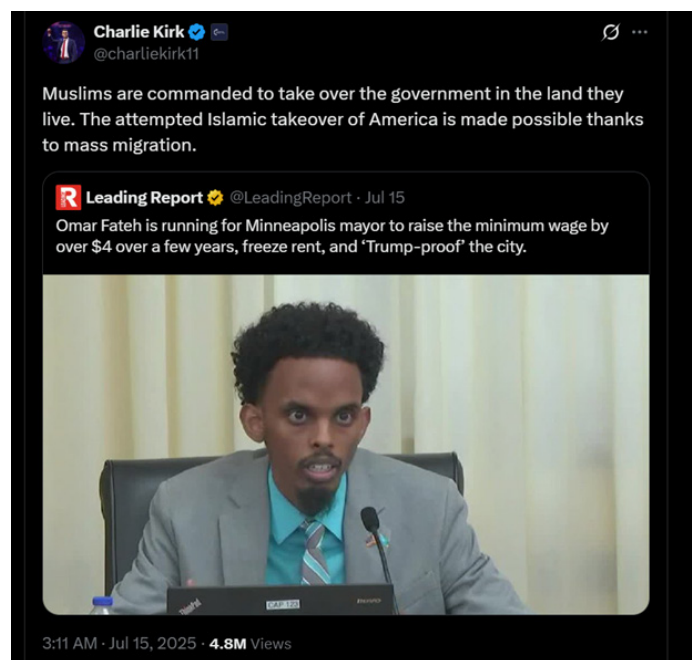 Charlie Kirk
@charliekirk11
Muslims are commanded to take over the government in the land they
live. The attempted Islamic takeover of America is made possible thanks
to mass migration.
R Leading Report @LeadingReport · Jul 15
Omar Fateh is running for Minneapolis mayor to raise the minimum wage by
over $4 over a few years, freeze rent, and ‘Trump-proof’ the city.
ThinkPad
CAP 123
3:11 AM · Jul 15, 2025 · 4.8M Views